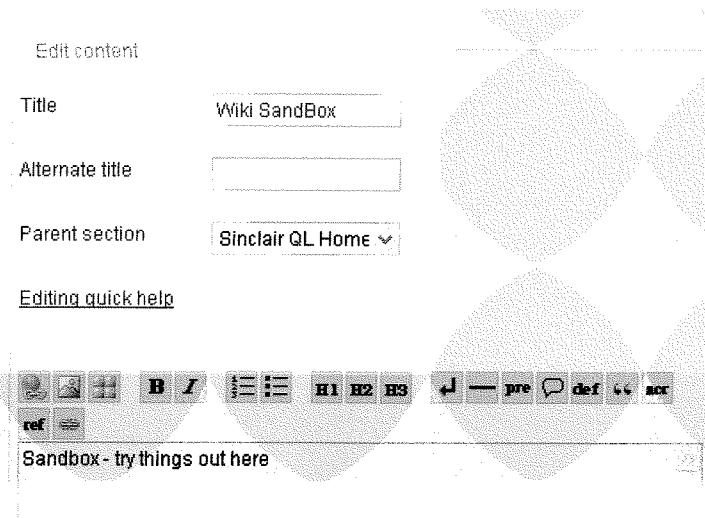 Edit content
Title Wiki SandBox
Alternate title
Parent section Sinclair QL Home
Editing quick help
B I H1 H2 H3 pre def acr
ref
Sandbox - try things out here